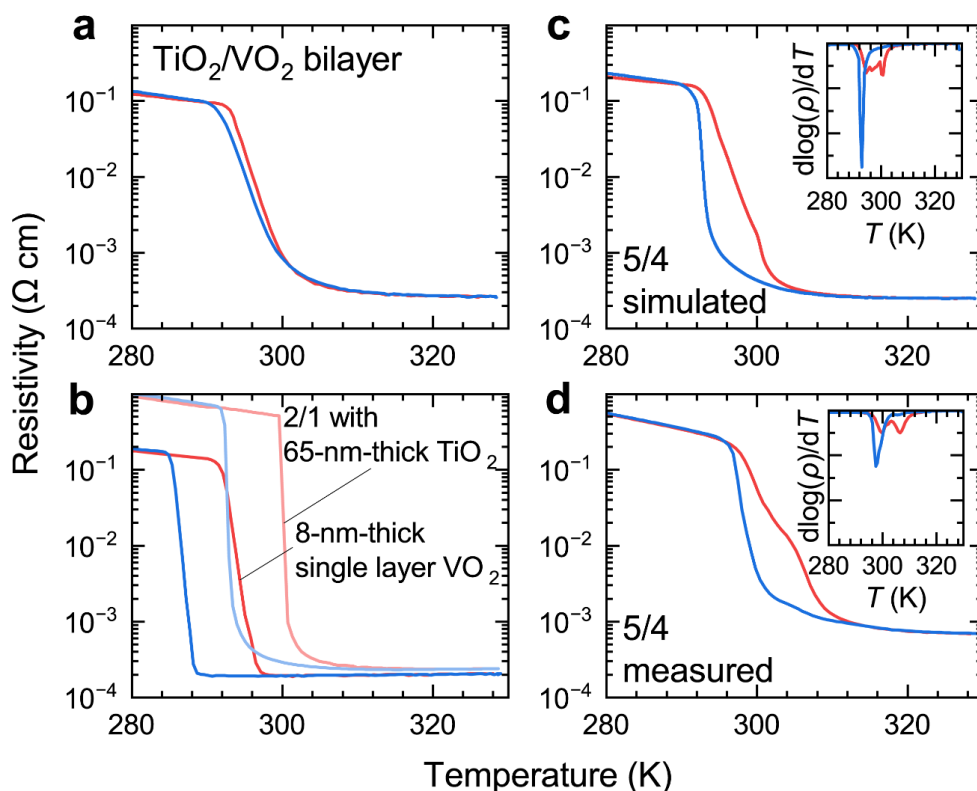 a
TiO₂/VO₂ bilayer
10⁻¹
10⁻²
10⁻³
10⁻⁴
280
300
320
c
5/4
simulated
10⁻¹
10⁻²
10⁻³
10⁻⁴
280
300
320
dlog(ρ)/dT
280 300 320
T (K)
b
2/1 with
65-nm-thick TiO₂
8-nm-thick
single layer VO₂
10⁻¹
10⁻²
10⁻³
10⁻⁴
280
300
320
d
5/4
measured
10⁻¹
10⁻²
10⁻³
10⁻⁴
280
300
320
dlog(ρ)/dT
280 300 320
T (K)
Resistivity (Ω cm)
Temperature (K)